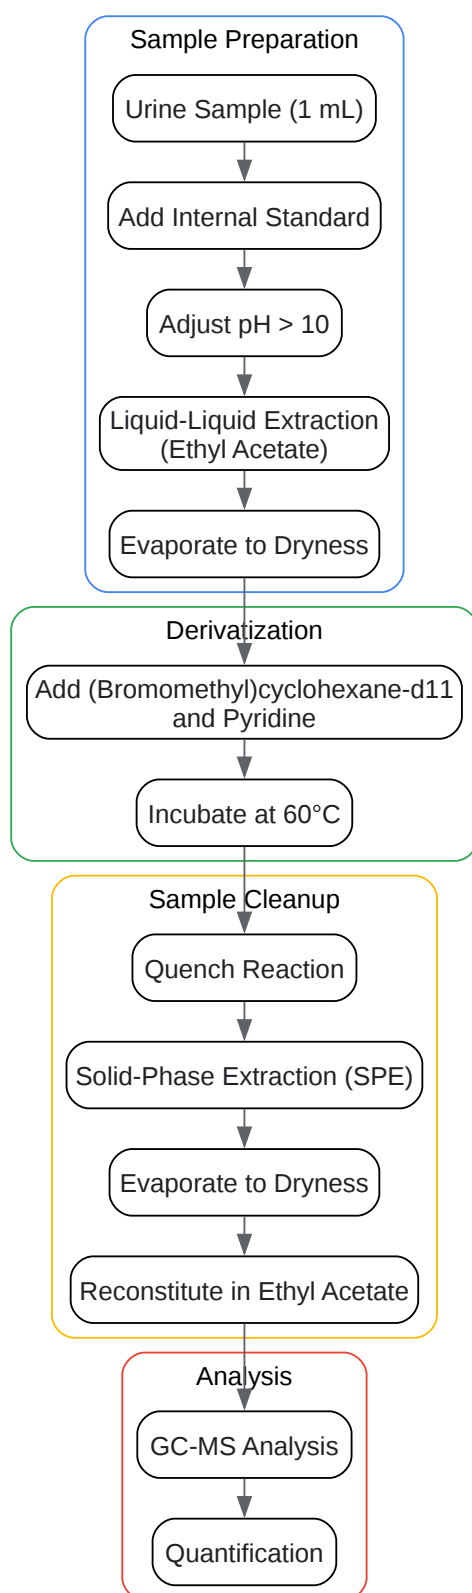 Sample Preparation
Urine Sample (1 mL)
Add Internal Standard
Adjust pH > 10
Liquid-Liquid Extraction
(Ethyl Acetate)
Evaporate to Dryness
Derivatization
Add (Bromomethyl)cyclohexane-d11
and Pyridine
Incubate at 60°C
Sample Cleanup
Quench Reaction
Solid-Phase Extraction (SPE)
Evaporate to Dryness
Reconstitute in Ethyl Acetate
Analysis
GC-MS Analysis
Quantification